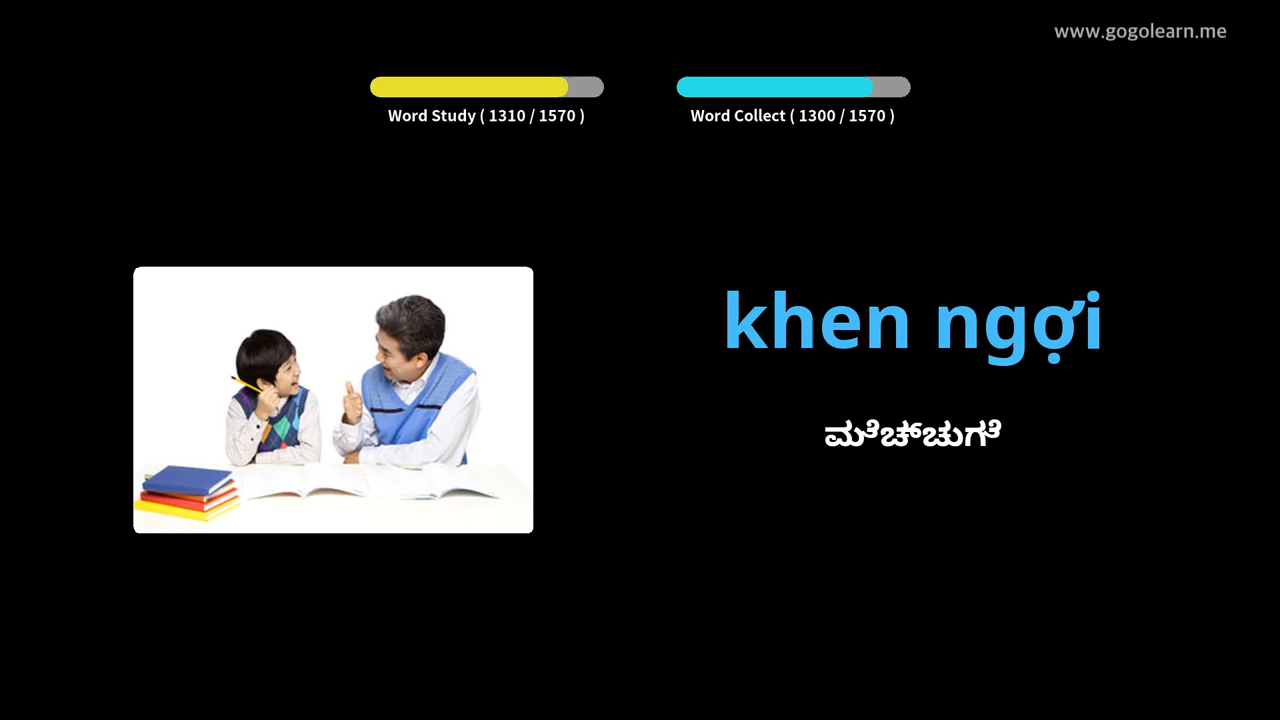 www.gogolearn.me
Word Study ( 1310 / 1570 )
Word Collect ( 1300 / 1570 )
khen ngợi
ಮೆಚ್ಚುಗೆ